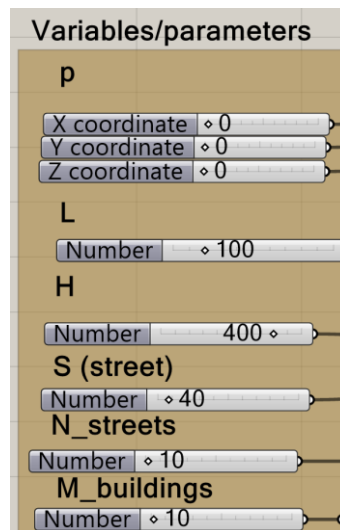 Variables/parameters
p
X coordinate 0
Y coordinate 0
Z coordinate 0
L
Number 100
H
Number 400
S (street)
Number 40
N_streets
Number 10
M_buildings
Number 10